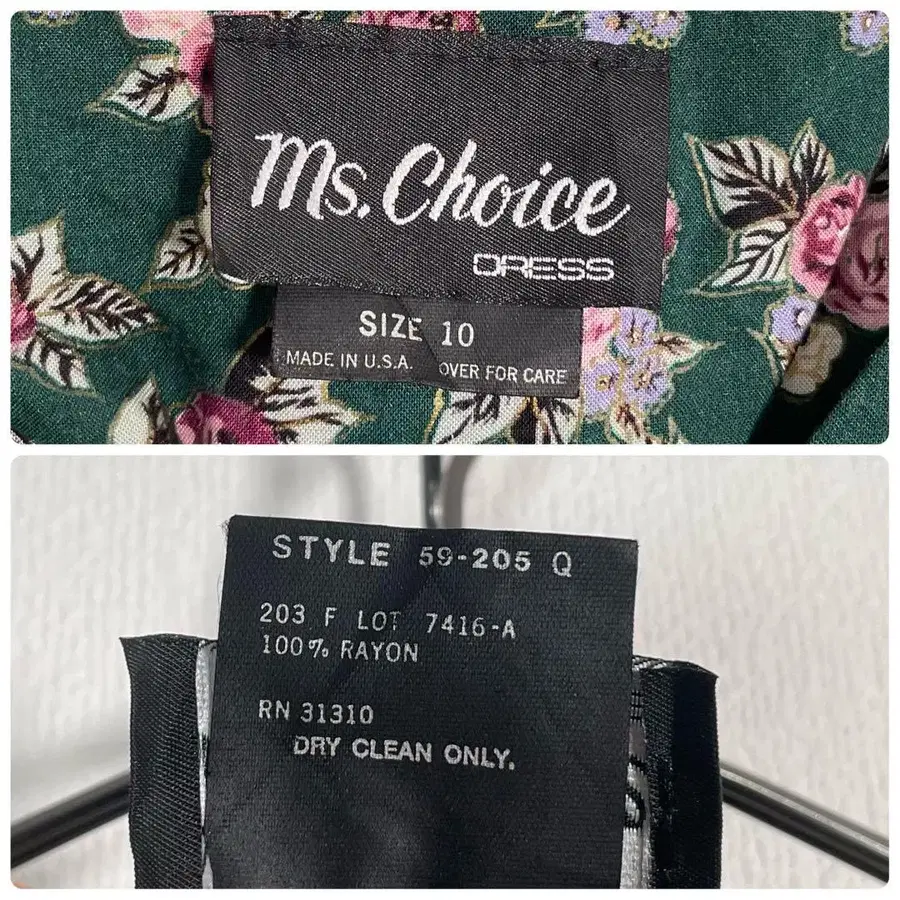 Ms. Choice
DRESS
SIZE 10
MADE IN U.S.A. OVER FOR CARE
STYLE 59-205 Q
203 F LOT 7416-A
100% RAYON
RN 31310
DRY CLEAN ONLY.